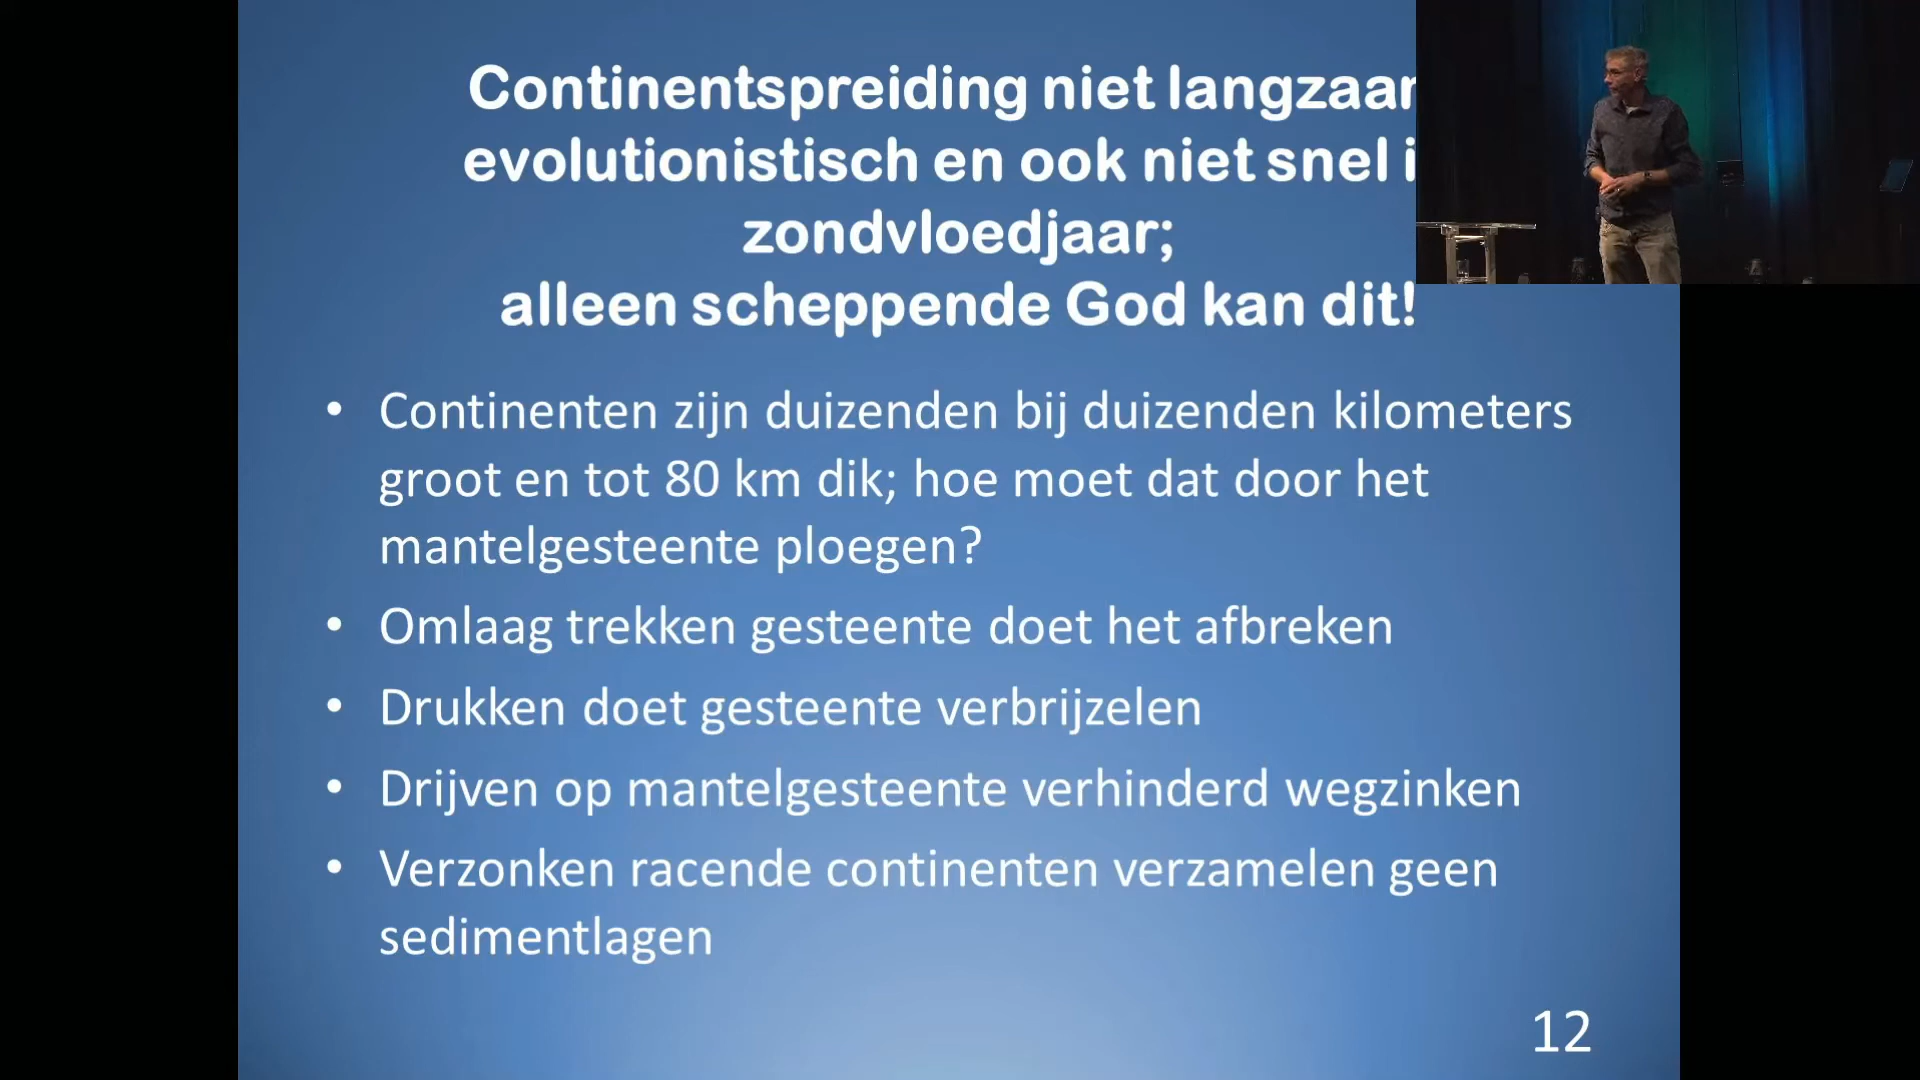 Continentspreiding niet langzaam
evolutionistisch en ook niet snel i
zondvloedjaar;
alleen scheppende God kan dit!
• Continenten zijn duizenden bij duizenden kilometers
groot en tot 80 km dik; hoe moet dat door het
mantelgesteente ploegen?
• Omlaag trekken gesteente doet het afbreken
• Drukken doet gesteente verbrijzelen
• Drijven op mantelgesteente verhinderd wegzinken
• Verzonken racende continenten verzamelen geen
sedimentlagen
12